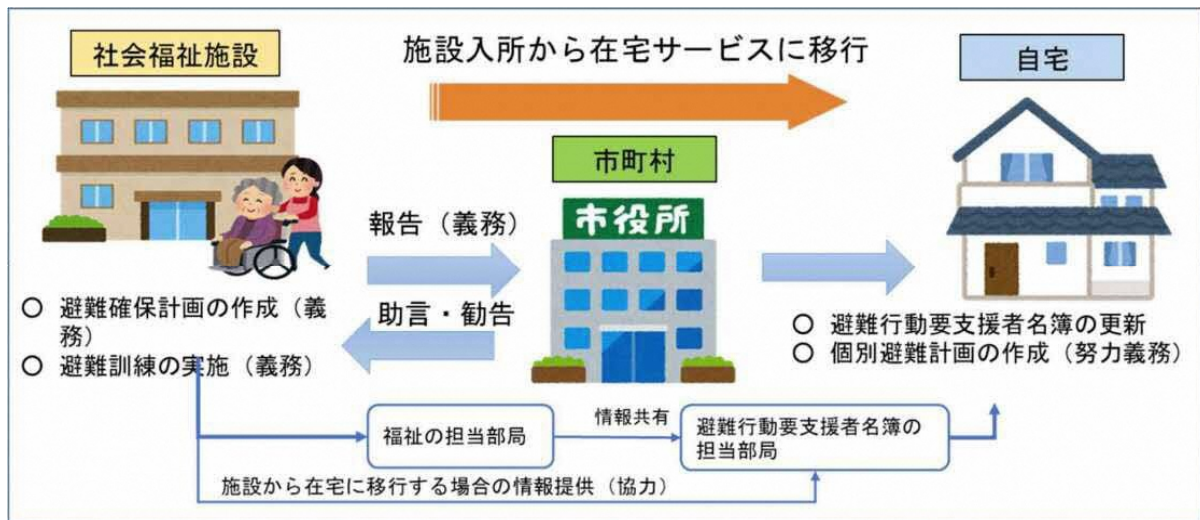 社会福祉施設
施設入所から在宅サービスに移行
自宅
市町村
市役所
報告（義務）
助言・勧告
○ 避難確保計画の作成（義
務）
○ 避難訓練の実施（義務）
○ 避難行動要支援者名簿の更新
○ 個別避難計画の作成（努力義務）
福祉の担当部局
情報共有
避難行動要支援者名簿の
担当部局
施設から在宅に移行する場合の情報提供（協力）